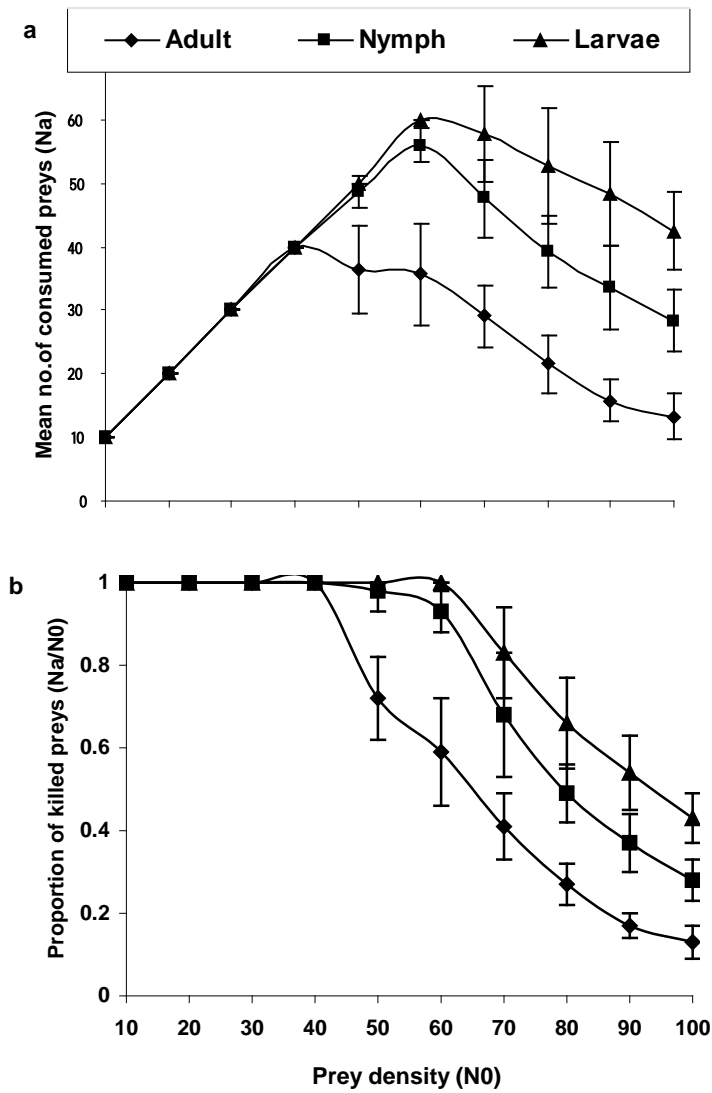 a
Adult Nymph Larvae
Mean no.of consumed preys (Na)
60
50
40
30
20
10
0
b
Proportion of killed preys (Na/N0)
1
0.8
0.6
0.4
0.2
0
10 20 30 40 50 60 70 80 90 100
Prey density (N0)